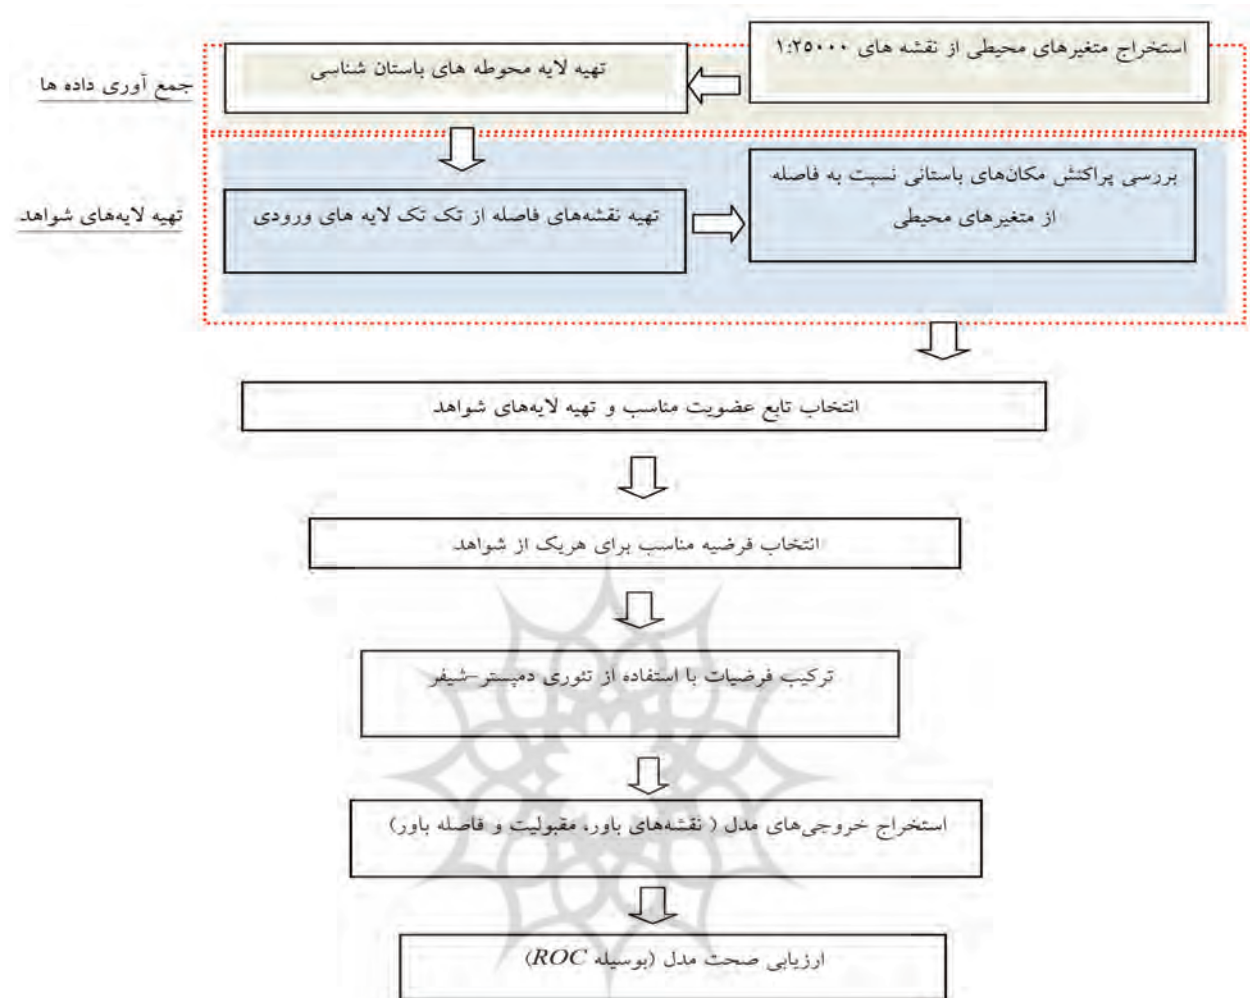 استخراج متغیرهای محیطی از نقشه های ۱:۲۵۰۰۰
تهیه لایه محوطه های باستان شناسی
جمع آوری داده ها
بررسی پراکنش مکان‌های باستانی نسبت به فاصله
از متغیرهای محیطی
تهیه نقشه‌های فاصله از تک تک لایه های ورودی
تهیه لایه‌های شواهد
انتخاب تابع عضویت مناسب و تهیه لایه‌های شواهد
انتخاب فرضیه مناسب برای هریک از شواهد
ترکیب فرضیات با استفاده از تئوری دمپستر-شیفر
استخراج خروجی‌های مدل ( نقشه‌های باور، مقبولیت و فاصله باور)
ارزیابی صحت مدل (بوسیله ROC)